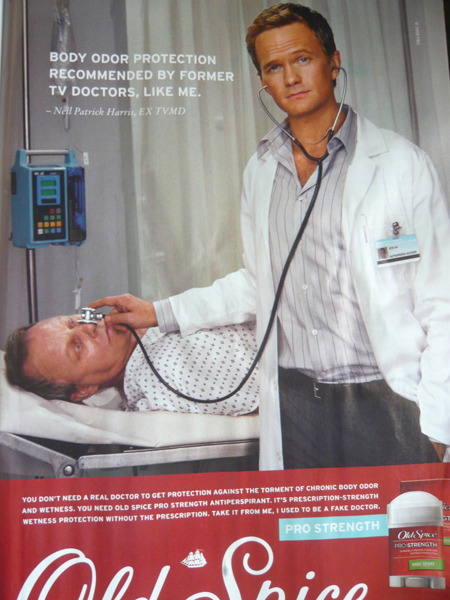 BODY ODOR PROTECTION
RECOMMENDED BY FORMER
TV DOCTORS, LIKE ME.
– Neil Patrick Harris, EX TVMD
YOU DON'T NEED A REAL DOCTOR TO GET PROTECTION AGAINST THE TORMENT OF CHRONIC BODY ODOR
AND WETNESS. YOU NEED OLD SPICE PRO STRENGTH ANTIPERSPIRANT. IT'S PRESCRIPTION-STRENGTH
WETNESS PROTECTION WITHOUT THE PRESCRIPTION. TAKE IT FROM ME, I USED TO BE A FAKE DOCTOR.
PRO STRENGTH
Old Spice
PRO-STRENGTH
Old Spice